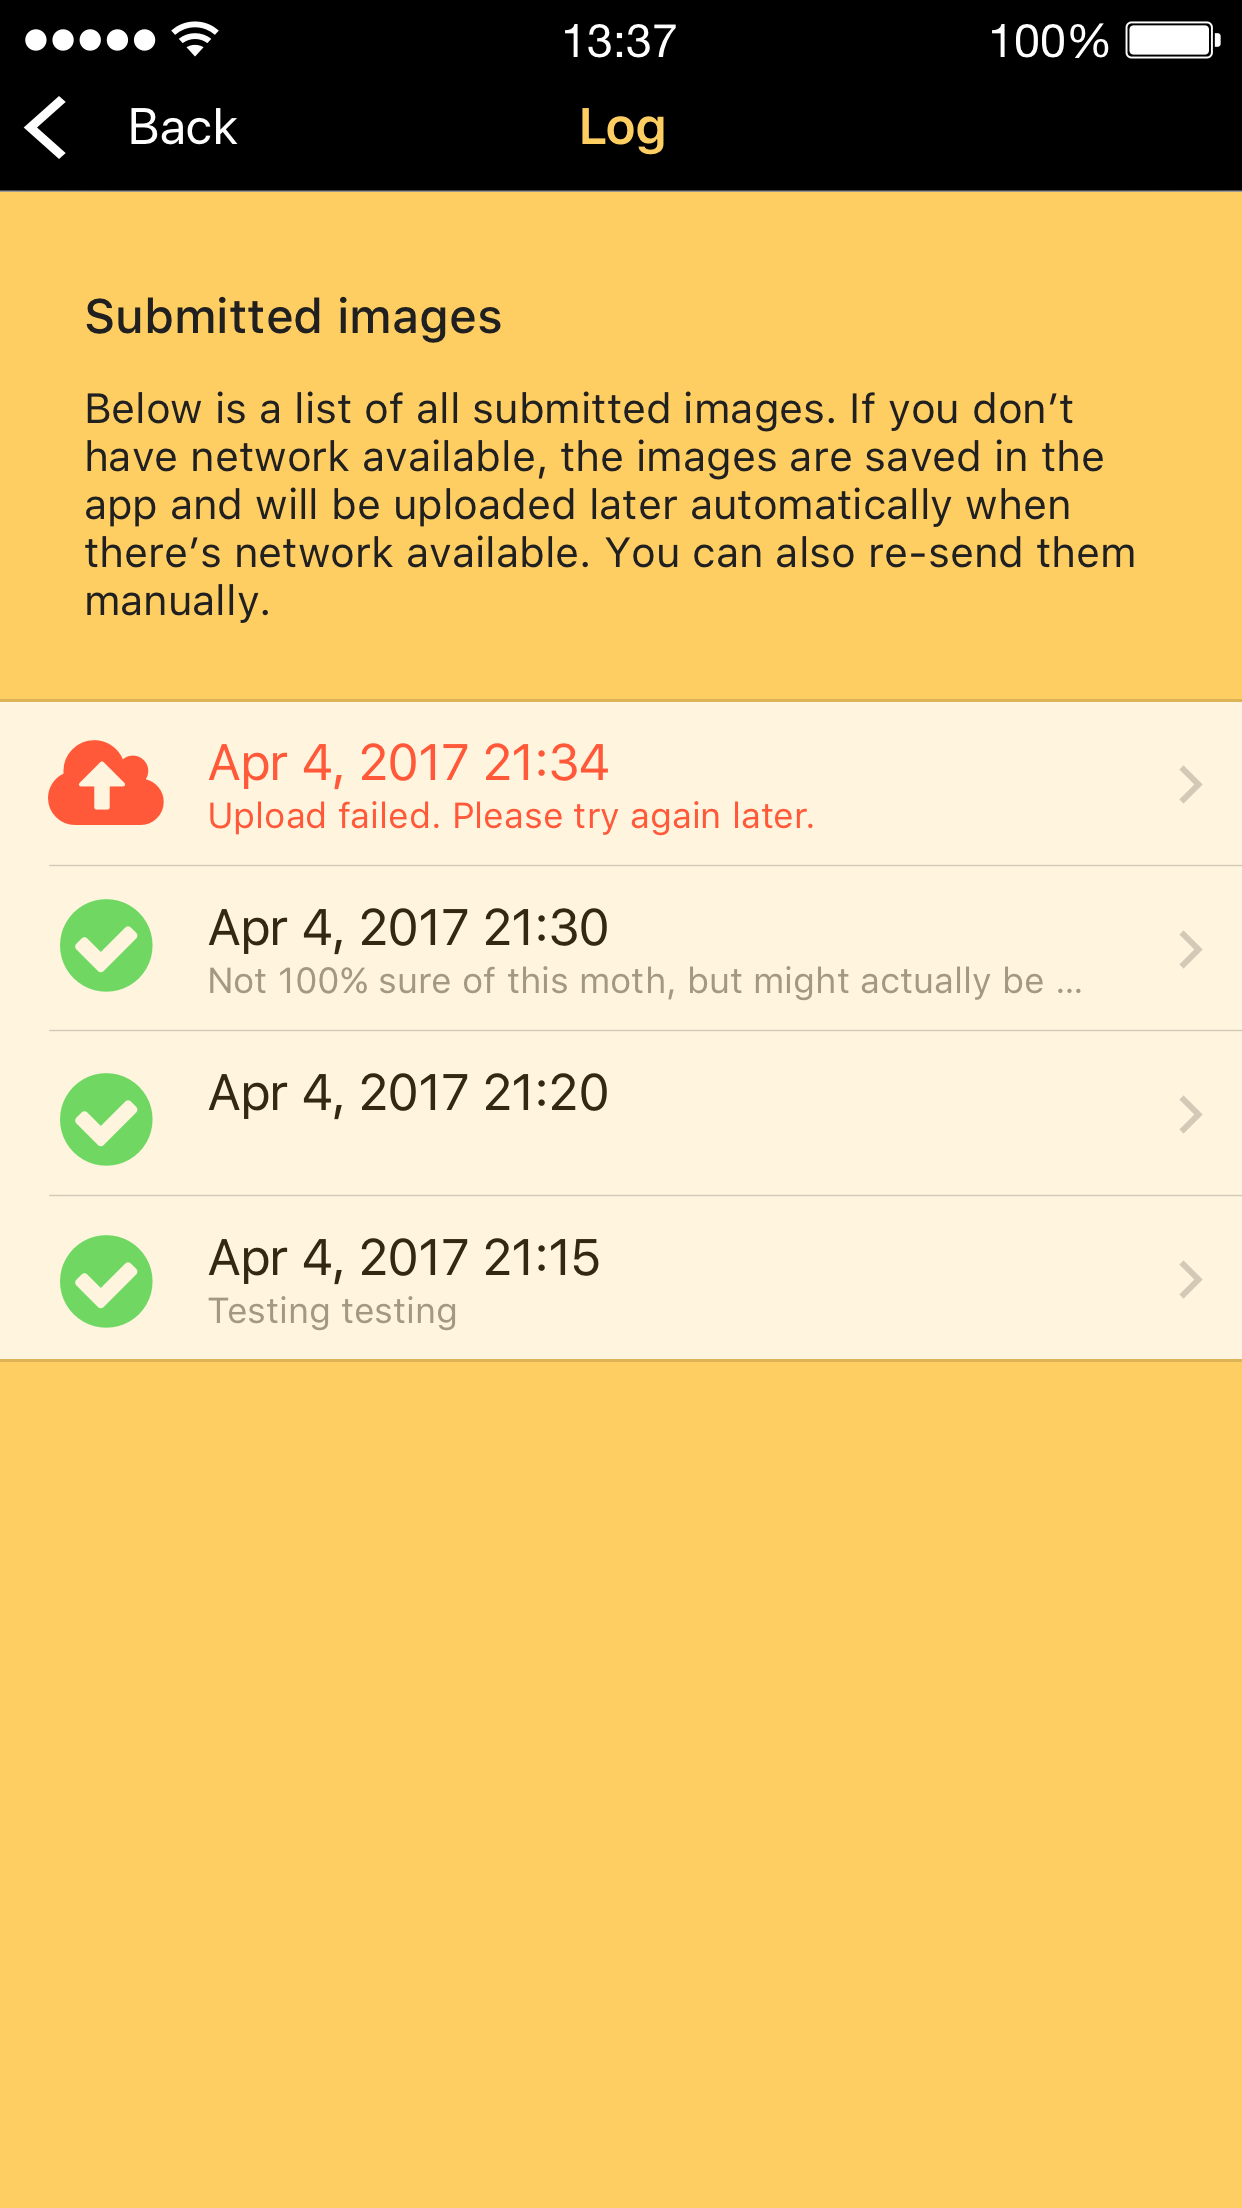 13:37
100%
Back
Log
Submitted images
Below is a list of all submitted images. If you don’t
have network available, the images are saved in the
app and will be uploaded later automatically when
there’s network available. You can also re-send them
manually.
Apr 4, 2017 21:34
Upload failed. Please try again later.
Apr 4, 2017 21:30
Not 100% sure of this moth, but might actually be ...
Apr 4, 2017 21:20
Apr 4, 2017 21:15
Testing testing